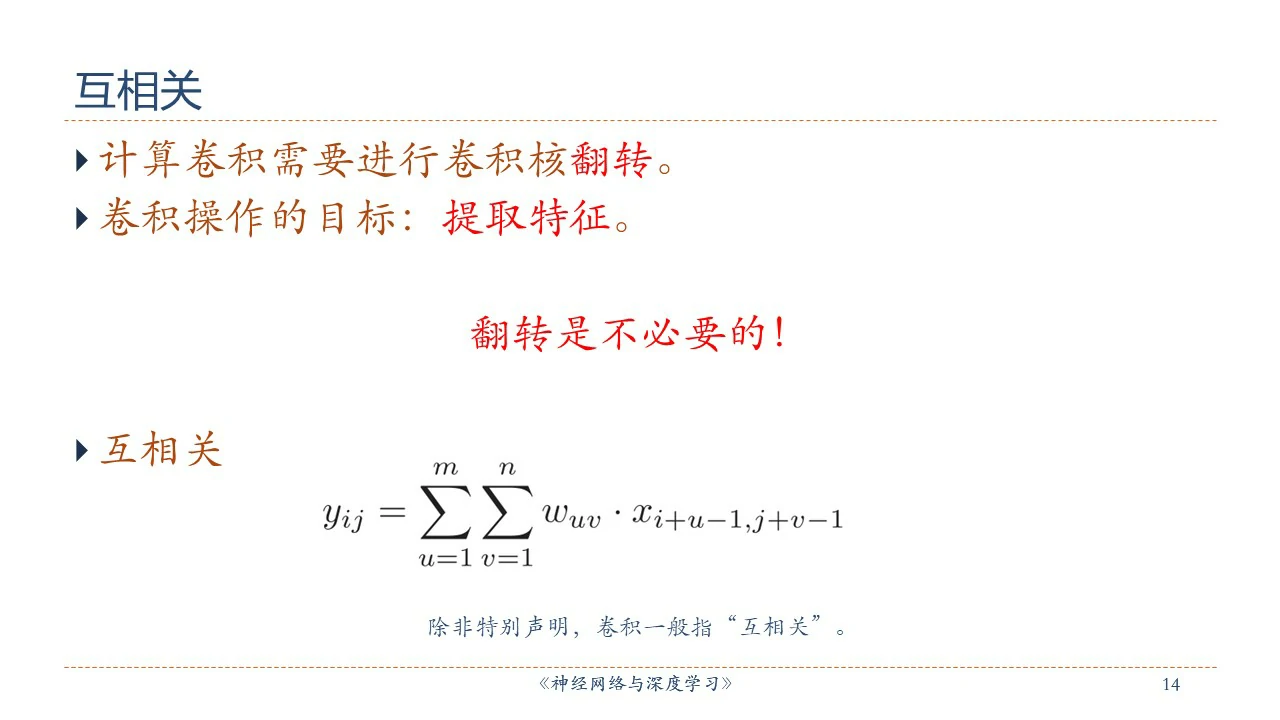 互相关
计算卷积需要进行卷积核翻转。
卷积操作的目标：提取特征。
翻转是不必要的！
互相关
$y_{ij} = \sum_{u=1}^{m} \sum_{v=1}^{n} w_{uv} \cdot x_{i+u-1,j+v-1}$
除非特别声明，卷积一般指“互相关”。
《神经网络与深度学习》
14